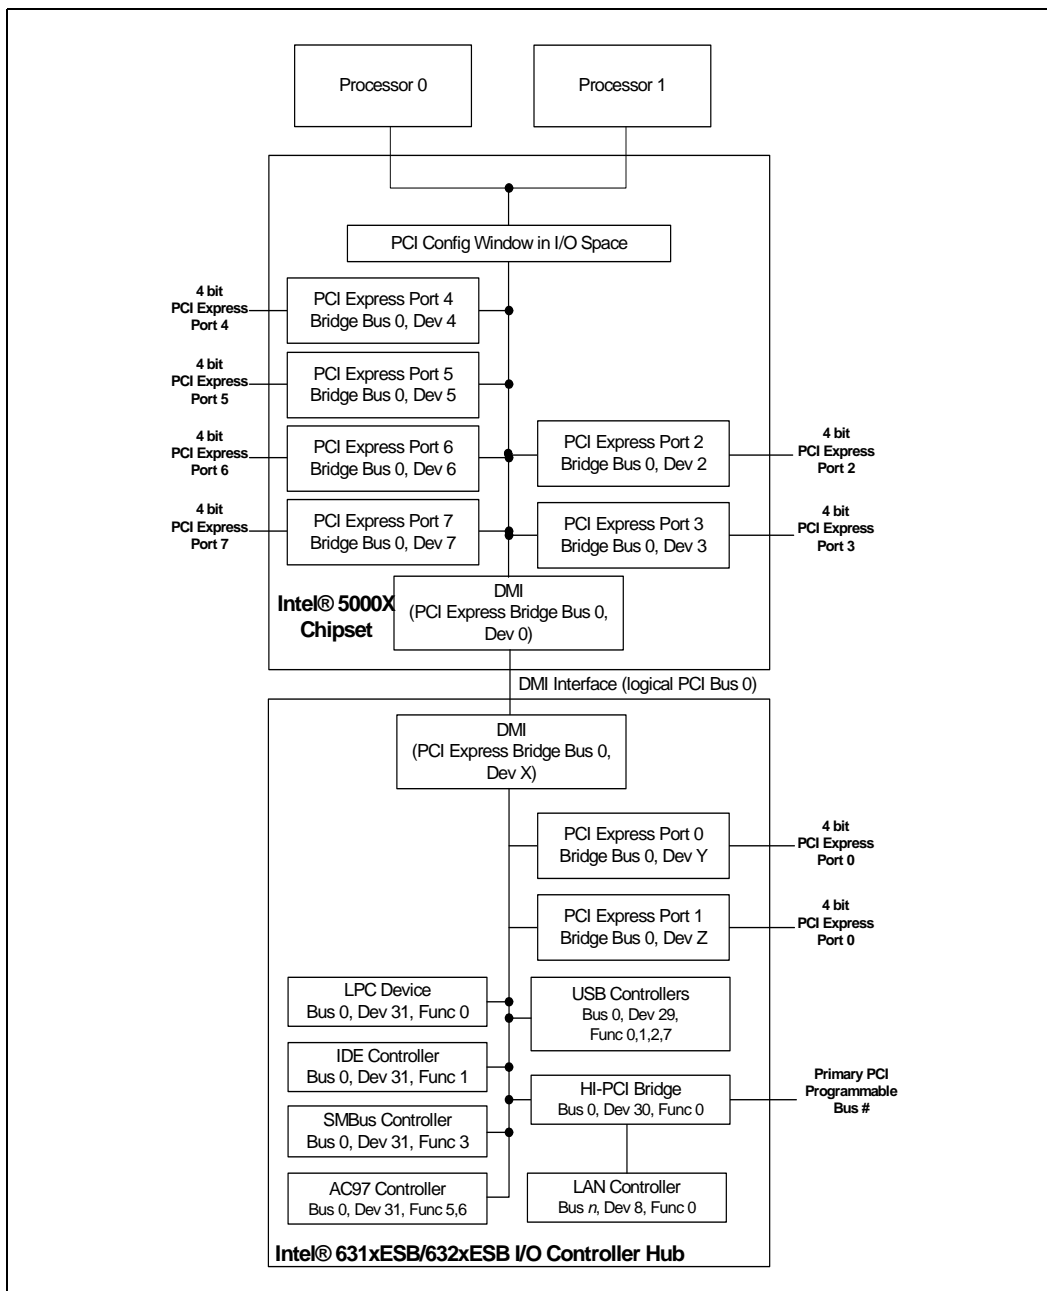 Processor 0
Processor 1
PCI Config Window in I/O Space
4 bit
PCI Express
Port 4
PCI Express Port 4
Bridge Bus 0, Dev 4
4 bit
PCI Express
Port 5
PCI Express Port 5
Bridge Bus 0, Dev 5
4 bit
PCI Express
Port 6
PCI Express Port 6
Bridge Bus 0, Dev 6
PCI Express Port 2
Bridge Bus 0, Dev 2
4 bit
PCI Express
Port 2
4 bit
PCI Express
Port 7
PCI Express Port 7
Bridge Bus 0, Dev 7
PCI Express Port 3
Bridge Bus 0, Dev 3
4 bit
PCI Express
Port 3
Intel® 5000X
Chipset
DMI
(PCI Express Bridge Bus 0,
Dev 0)
DMI Interface (logical PCI Bus 0)
DMI
(PCI Express Bridge Bus 0,
Dev X)
PCI Express Port 0
Bridge Bus 0, Dev Y
4 bit
PCI Express
Port 0
PCI Express Port 1
Bridge Bus 0, Dev Z
4 bit
PCI Express
Port 0
LPC Device
Bus 0, Dev 31, Func 0
USB Controllers
Bus 0, Dev 29,
Func 0,1,2,7
IDE Controller
Bus 0, Dev 31, Func 1
HI-PCI Bridge
Bus 0, Dev 30, Func 0
Primary PCI
Programmable
Bus #
SMBus Controller
Bus 0, Dev 31, Func 3
AC97 Controller
Bus 0, Dev 31, Func 5,6
LAN Controller
Bus n, Dev 8, Func 0
Intel® 631xESB/632xESB I/O Controller Hub